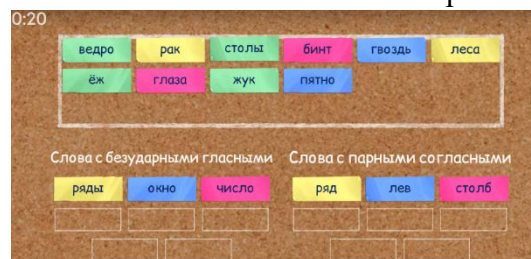 0:20
ведро рак столы бинт гвоздь леса
ёж глаза жук пятно
Слова с безударными гласными Слова с парными согласными
ряды окно число ряд лев столб